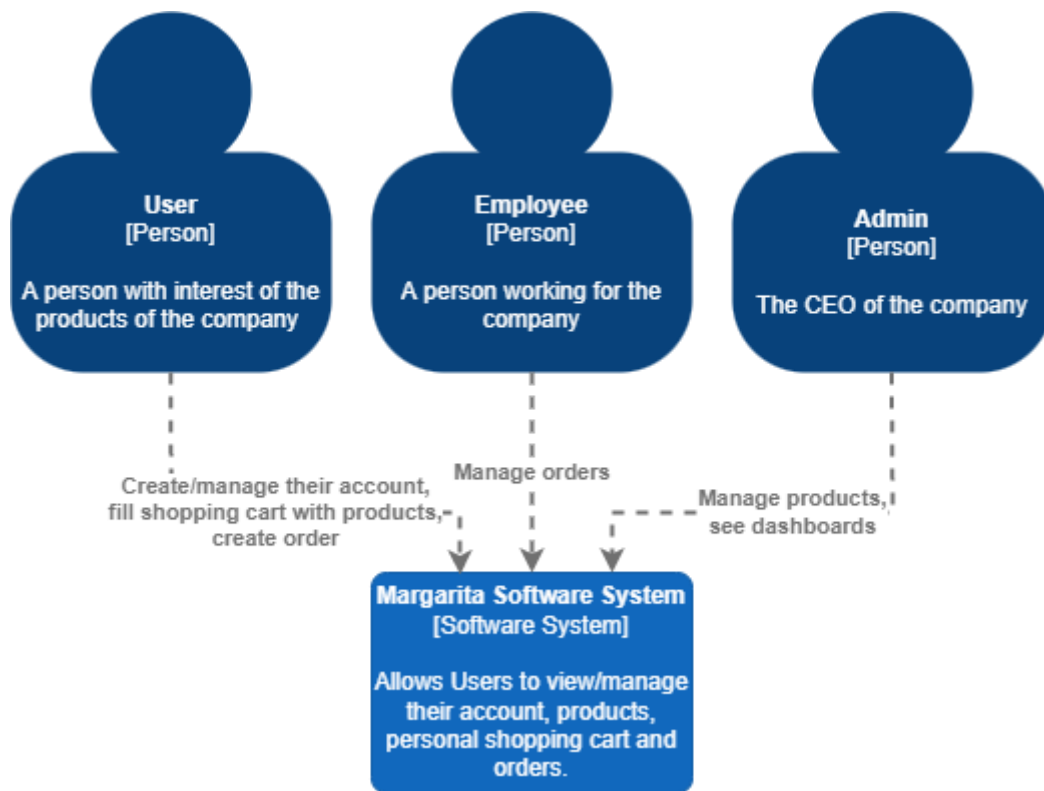 User
[Person]
A person with interest of the
products of the company
Employee
[Person]
A person working for the
company
Admin
[Person]
The CEO of the company
Create/manage their account,
fill shopping cart with products,
create order
Manage orders
Manage products,
see dashboards
Margarita Software System
[Software System]
Allows Users to view/manage
their account, products,
personal shopping cart and
orders.